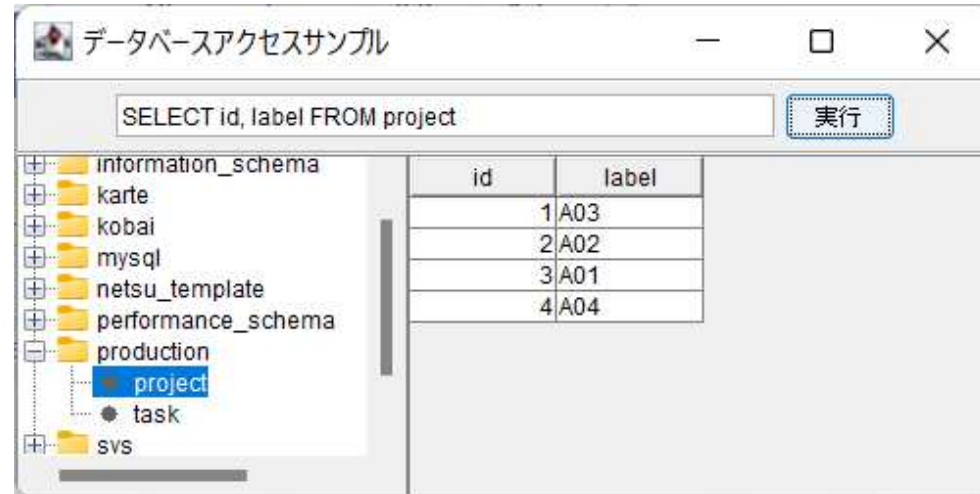 データベースアクセスサンプル
SELECT id, label FROM project
実行
information_schema
karte
kobai
mysql
netsu_template
performance_schema
production
project
task
svs
id label
1 A03
2 A02
3 A01
4 A04